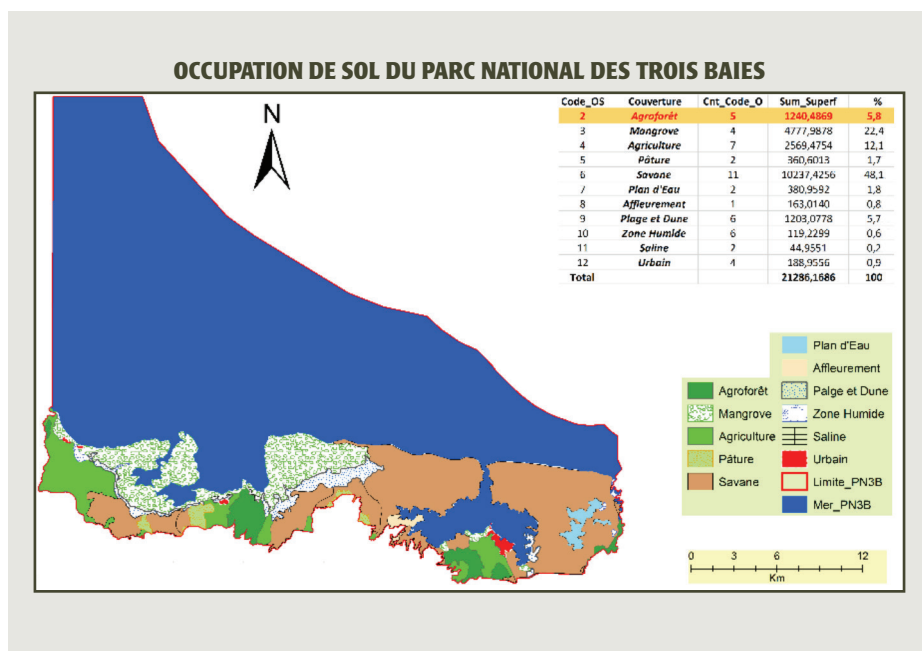 OCCUPATION DE SOL DU PARC NATIONAL DES TROIS BAIES
N
Code_OS Couverture Cnt_Code_O Sum_Superf %
2 Agroforêt 5 1240,4869 5,8
3 Mongrove 4 4777,9878 22,4
4 Agriculture 7 2569,4754 12,1
5 Pâture 2 360,6013 1,7
6 Savane 11 10237,4256 48,1
7 Plan d'Eau 2 380,9592 1,8
8 Affleurement 1 163,0140 0,8
9 Plage et Dune 6 1203,0778 5,7
10 Zone Humide 6 119,2299 0,6
11 Saline 2 44,9551 0,2
12 Urbain 4 188,9556 0,9
Total 21286,1686 100
Plan d'Eau
Affleurement
Agroforêt Palge et Dune
Mangrove Zone Humide
Agriculture Saline
Pâture Urbain
Savane Limite_PN3B
Mer_PN3B
0 3 6 12
Km